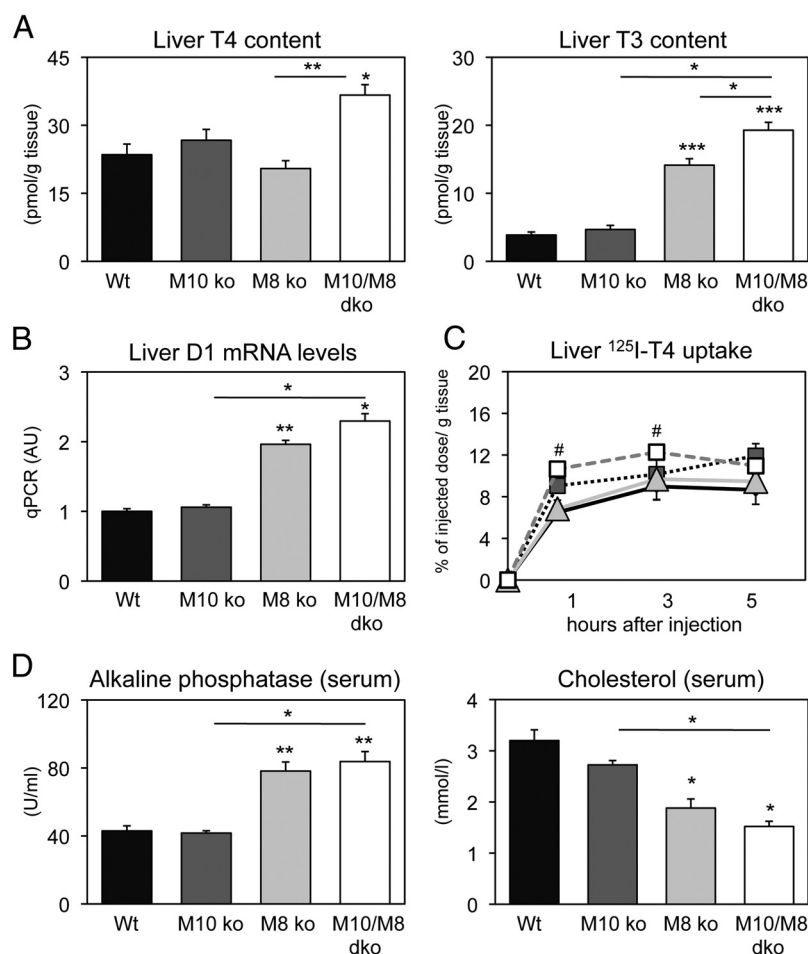 A
Liver T4 content
(pmol/g tissue)
45
30
15
0
**
*
Wt
M10 ko
M8 ko
M10/M8
dko
Liver T3 content
(pmol/g tissue)
30
20
10
0
*
*
***
***
Wt
M10 ko
M8 ko
M10/M8
dko
B
Liver D1 mRNA levels
qPCR (AU)
3
2
1
0
*
**
*
Wt
M10 ko
M8 ko
M10/M8
dko
C
Liver ¹²⁵I-T4 uptake
% of injected dose/ g tissue
20
16
12
8
4
0
#
#
1
3
5
hours after injection
D
Alkaline phosphatase (serum)
(U/ml)
120
80
40
0
*
**
**
Wt
M10 ko
M8 ko
M10/M8
dko
Cholesterol (serum)
(mmol/l)
4
3
2
1
0
*
*
*
Wt
M10 ko
M8 ko
M10/M8
dko